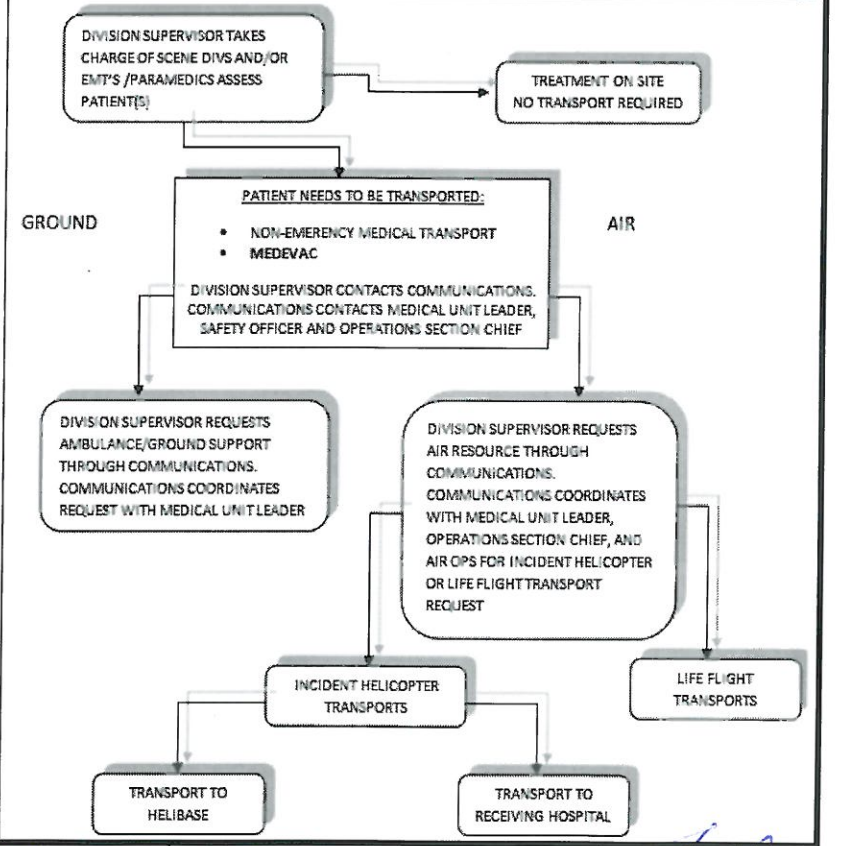 DIVISION SUPERVISOR TAKES
CHARGE OF SCENE DIVS AND/OR
EMT'S /PARAMEDICS ASSESS
PATIENT(S)
TREATMENT ON SITE
NO TRANSPORT REQUIRED
PATIENT NEEDS TO BE TRANSPORTED:
GROUND
AIR
• NON-EMERENCY MEDICAL TRANSPORT
• MEDEVAC
DIVISION SUPERVISOR CONTACTS COMMUNICATIONS.
COMMUNICATIONS CONTACTS MEDICAL UNIT LEADER,
SAFETY OFFICER AND OPERATIONS SECTION CHIEF
DIVISION SUPERVISOR REQUESTS
AMBULANCE/GROUND SUPPORT
THROUGH COMMUNICATIONS.
COMMUNICATIONS COORDINATES
REQUEST WITH MEDICAL UNIT LEADER
DIVISION SUPERVISOR REQUESTS
AIR RESOURCE THROUGH
COMMUNICATIONS.
COMMUNICATIONS COORDINATES
WITH MEDICAL UNIT LEADER,
OPERATIONS SECTION CHIEF, AND
AIR OPS FOR INCIDENT HELICOPTER
OR LIFE FLIGHT TRANSPORT
REQUEST
INCIDENT HELICOPTER
TRANSPORTS
LIFE FLIGHT
TRANSPORTS
TRANSPORT TO
HELIBASE
TRANSPORT TO
RECEIVING HOSPITAL